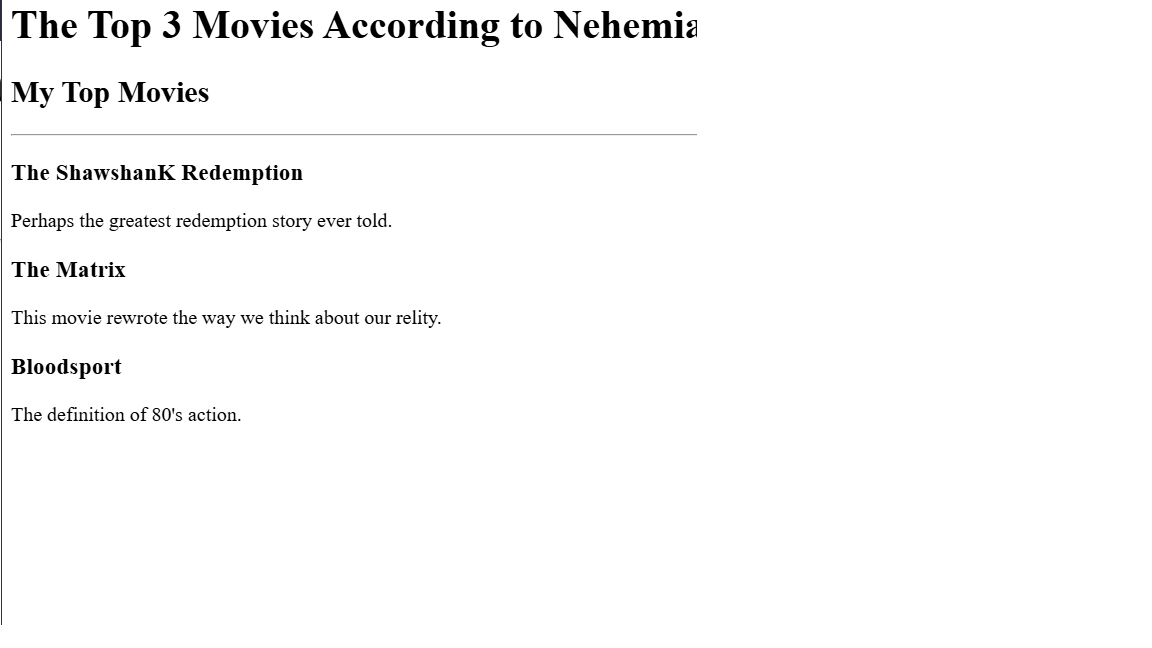 The Top 3 Movies According to Nehemia
My Top Movies
The ShawshanK Redemption
Perhaps the greatest redemption story ever told.
The Matrix
This movie rewrote the way we think about our relity.
Bloodsport
The definition of 80's action.